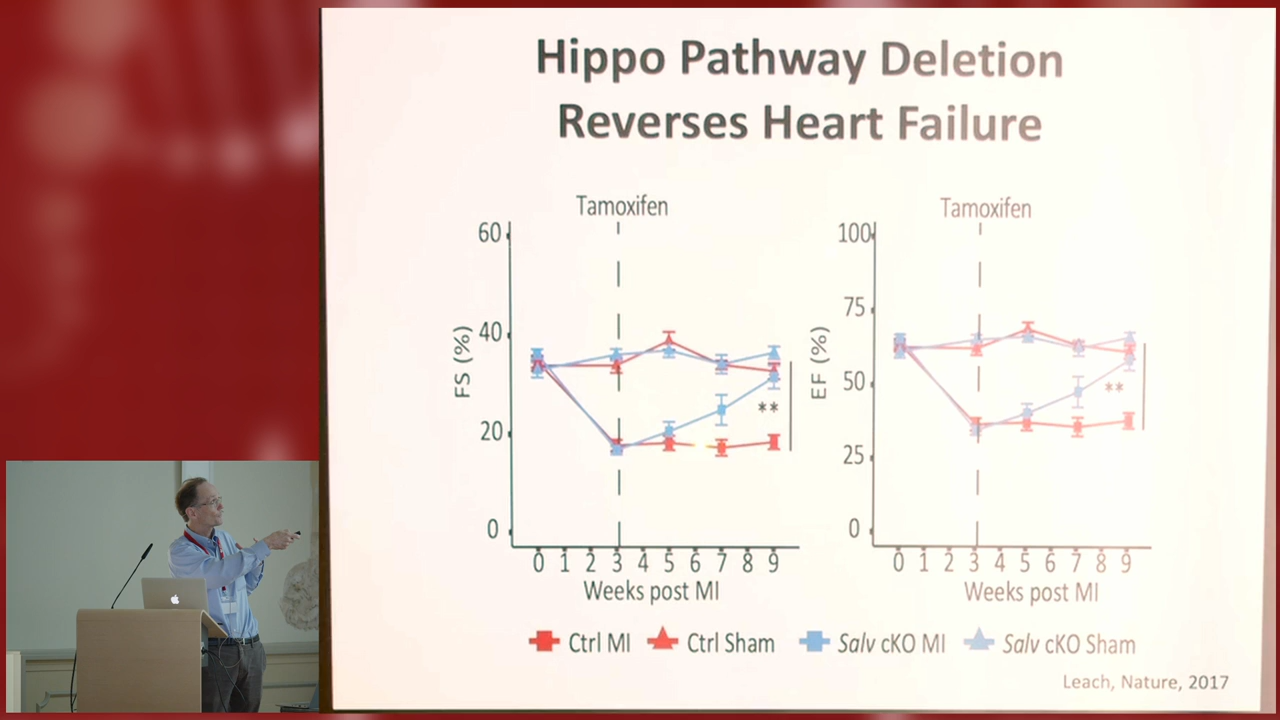 Hippo Pathway Deletion
Reverses Heart Failure
Tamoxifen
60
40
20
0
FS (%)
0 1 2 3 4 5 6 7 8 9
Weeks post MI
**
Tamoxifen
100
75
50
25
0
EF (%)
0 1 2 3 4 5 6 7 8 9
Weeks post MI
**
Ctrl MI Ctrl Sham Salv cKO MI Salv cKO Sham
Leach, Nature, 2017